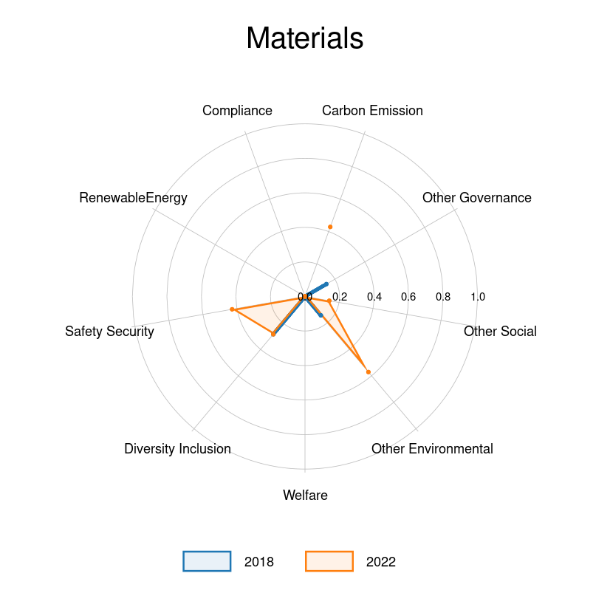 Materials
Compliance
Carbon Emission
RenewableEnergy
Other Governance
0.0
0.2
0.4
0.6
0.8
1.0
Safety Security
Other Social
Diversity Inclusion
Other Environmental
Welfare
2018
2022